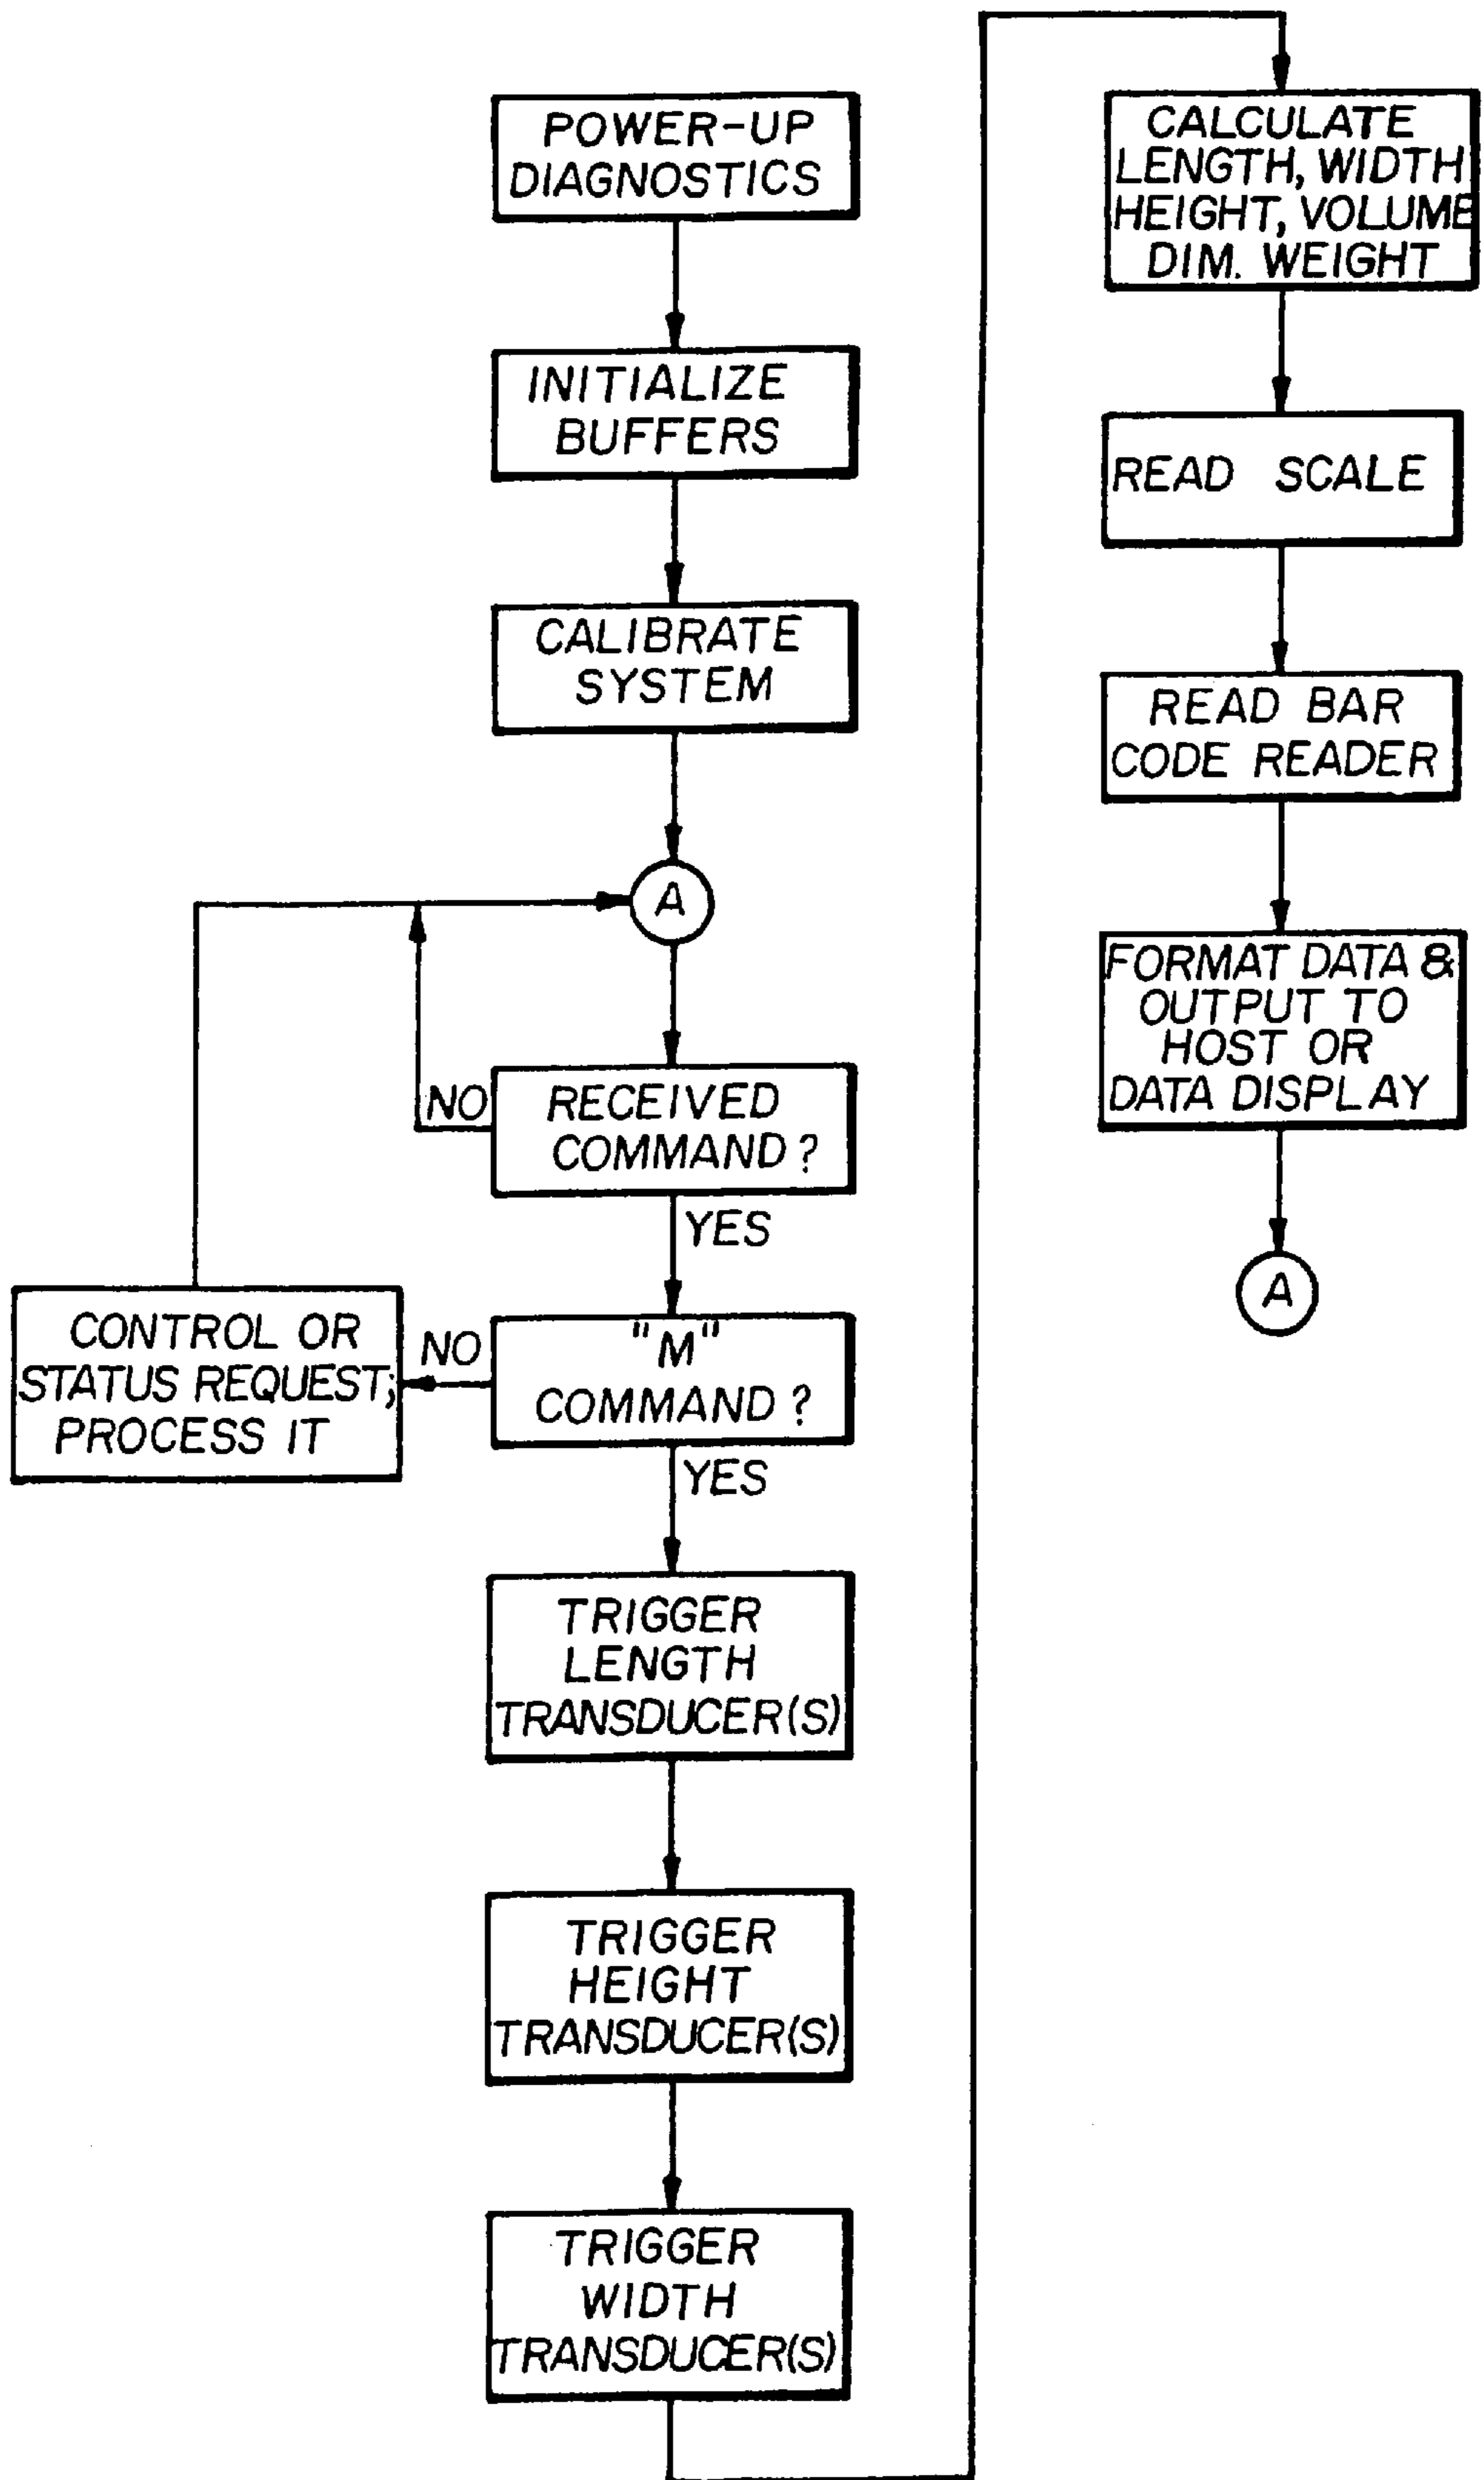 POWER-UP
DIAGNOSTICS
INITIALIZE
BUFFERS
CALIBRATE
SYSTEM
A
NO
RECEIVED
COMMAND?
YES
CONTROL OR
STATUS REQUEST;
PROCESS IT
NO
"M"
COMMAND?
YES
TRIGGER
LENGTH
TRANSDUCER(S)
TRIGGER
HEIGHT
TRANSDUCER(S)
TRIGGER
WIDTH
TRANSDUCER(S)
CALCULATE
LENGTH, WIDTH
HEIGHT, VOLUME
DIM. WEIGHT
READ SCALE
READ BAR
CODE READER
FORMAT DATA &
OUTPUT TO
HOST OR
DATA DISPLAY
A